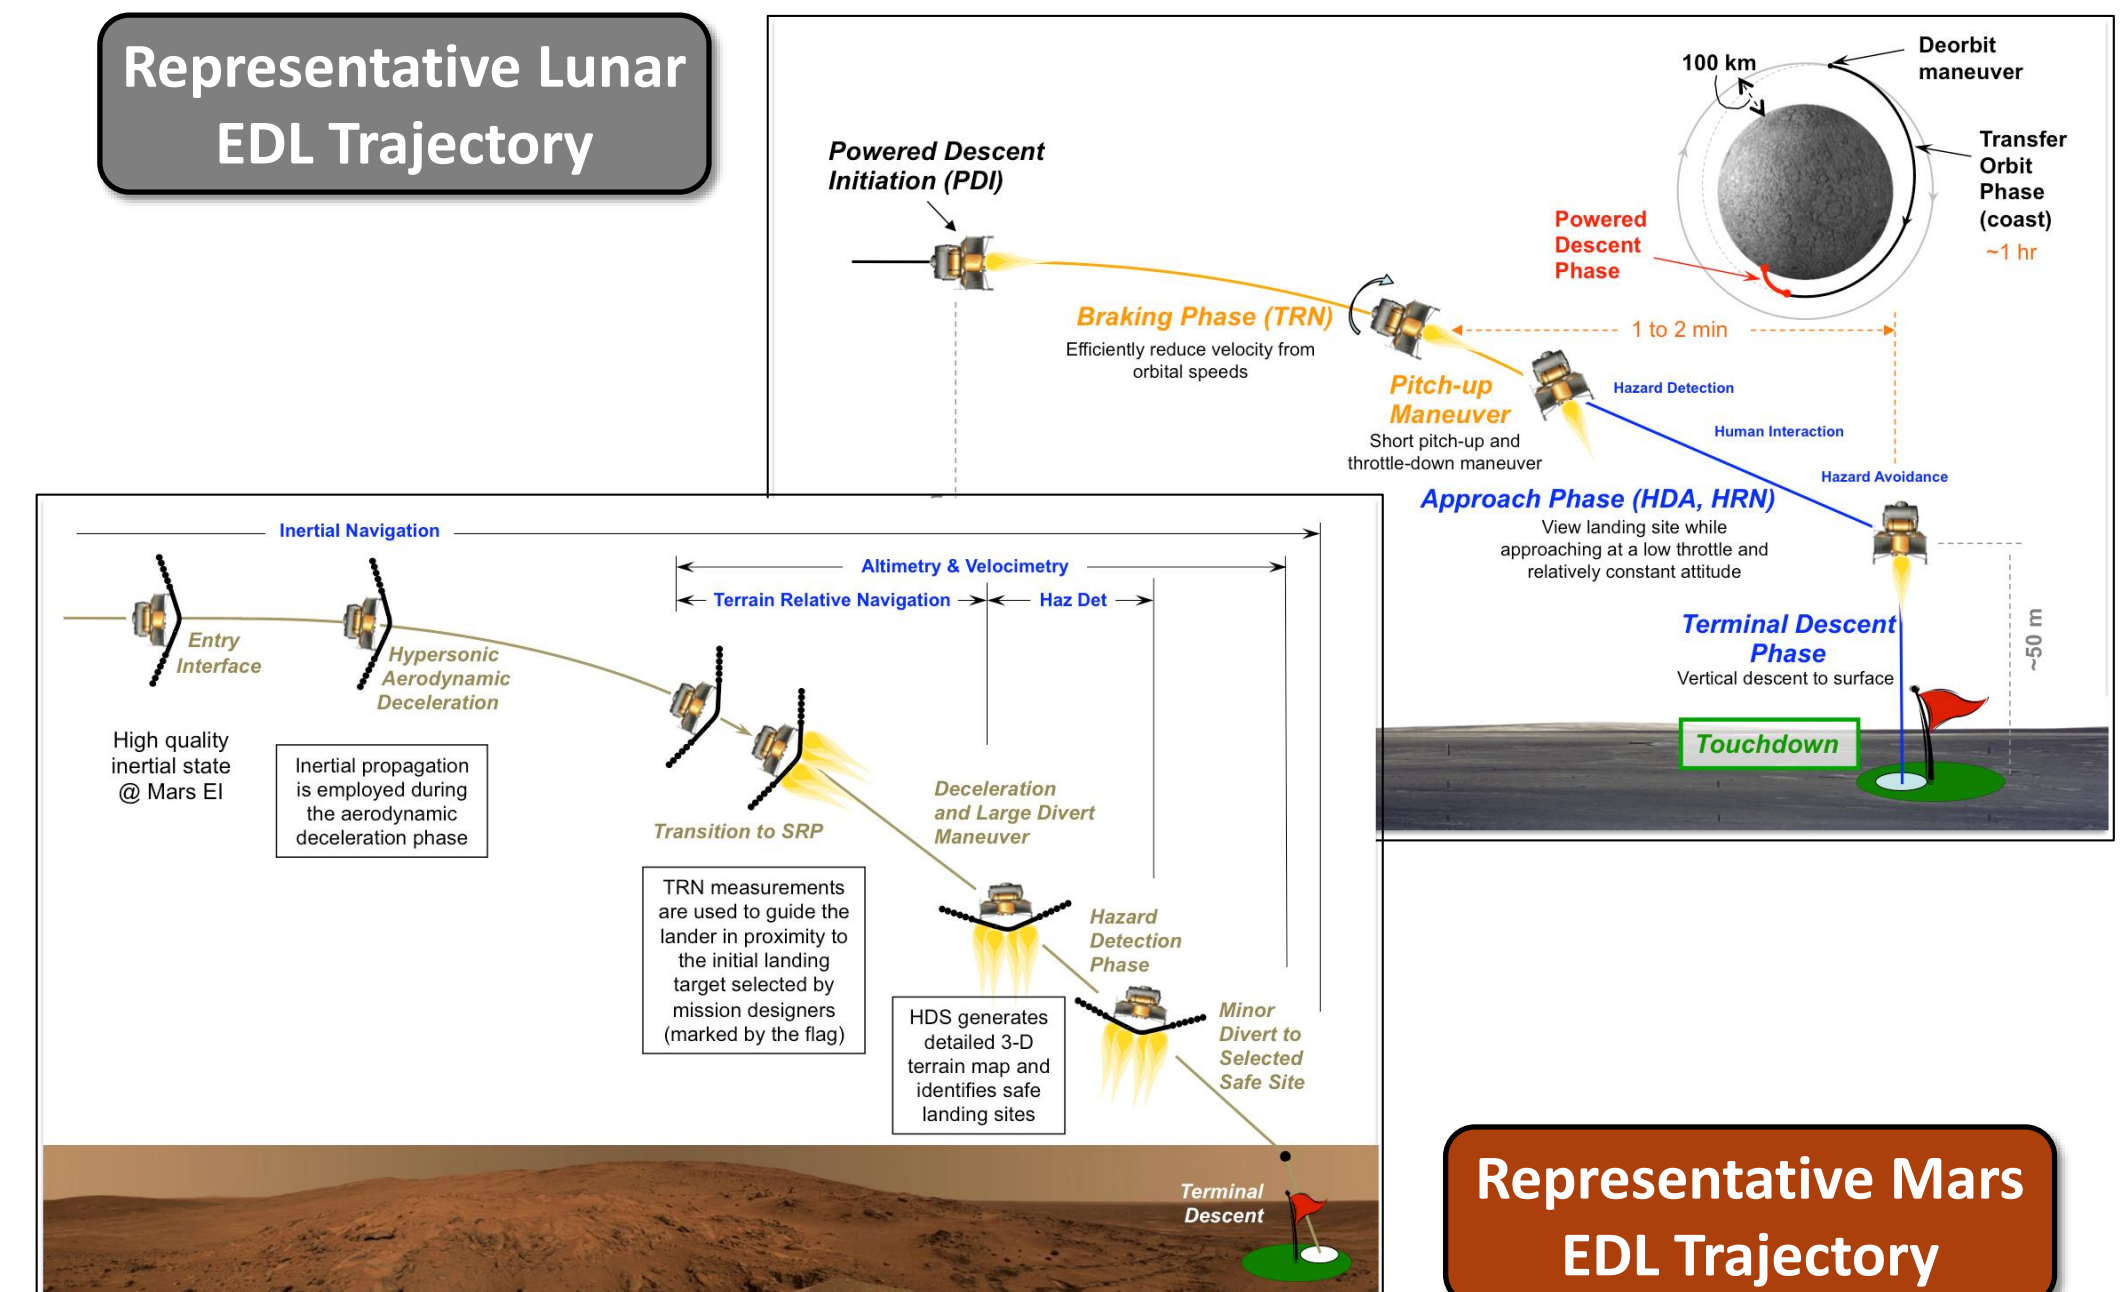 Representative Lunar
EDL Trajectory
100 km
Deorbit
maneuver
Transfer
Orbit
Phase
(coast)
~1 hr
Powered
Descent
Phase
Powered Descent
Initiation (PDI)
Braking Phase (TRN)
Efficiently reduce velocity from
orbital speeds
1 to 2 min
Pitch-up
Maneuver
Short pitch-up and
throttle-down maneuver
Hazard Detection
Human Interaction
Hazard Avoidance
Approach Phase (HDA, HRN)
View landing site while
approaching at a low throttle and
relatively constant attitude
Terminal Descent
Phase
Vertical descent to surface
~50 m
Touchdown
Inertial Navigation
Altimetry & Velocimetry
Terrain Relative Navigation
Haz Det
Entry
Interface
Hypersonic
Aerodynamic
Deceleration
High quality
inertial state
@ Mars EI
Inertial propagation
is employed during
the aerodynamic
deceleration phase
Transition to SRP
TRN measurements
are used to guide the
lander in proximity to
the initial landing
target selected by
mission designers
(marked by the flag)
Deceleration
and Large Divert
Maneuver
Hazard
Detection
Phase
HDS generates
detailed 3-D
terrain map and
identifies safe
landing sites
Minor
Divert to
Selected
Safe Site
Terminal
Descent
Representative Mars
EDL Trajectory